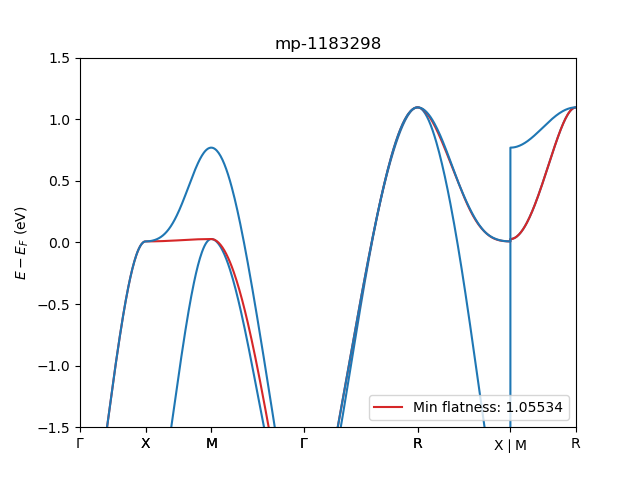 mp-1183298
1.5
1.0
0.5
0.0
−0.5
−1.0
−1.5
E − E_F (eV)
Min flatness: 1.05534
Γ X M Γ R X | M R